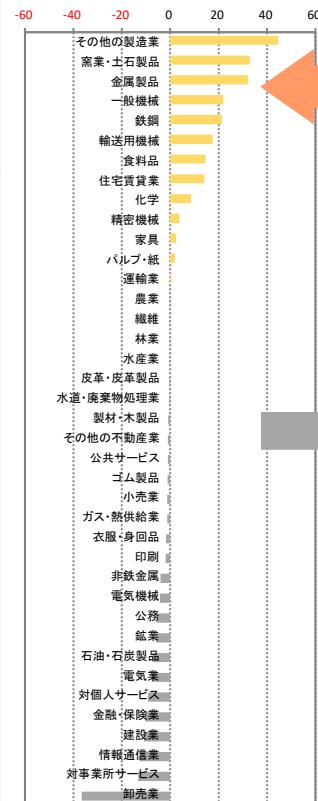 -60 -40 -20 0 20 40 60
その他の製造業
窯業・土石製品
金属製品
一般機械
鉄鋼
輸送用機械
食料品
住宅賃貸業
化学
精密機械
家具
パルプ・紙
運輸業
農業
繊維
林業
水産業
皮革・皮革製品
水道・廃棄物処理業
製材・木製品
その他の不動産業
公共サービス
ゴム製品
小売業
ガス・熱供給業
衣服・身回品
印刷
非鉄金属
電気機械
公務
鉱業
石油・石炭製品
電気業
対個人サービス
金融・保険業
建設業
情報通信業
対事業所サービス
卸売業